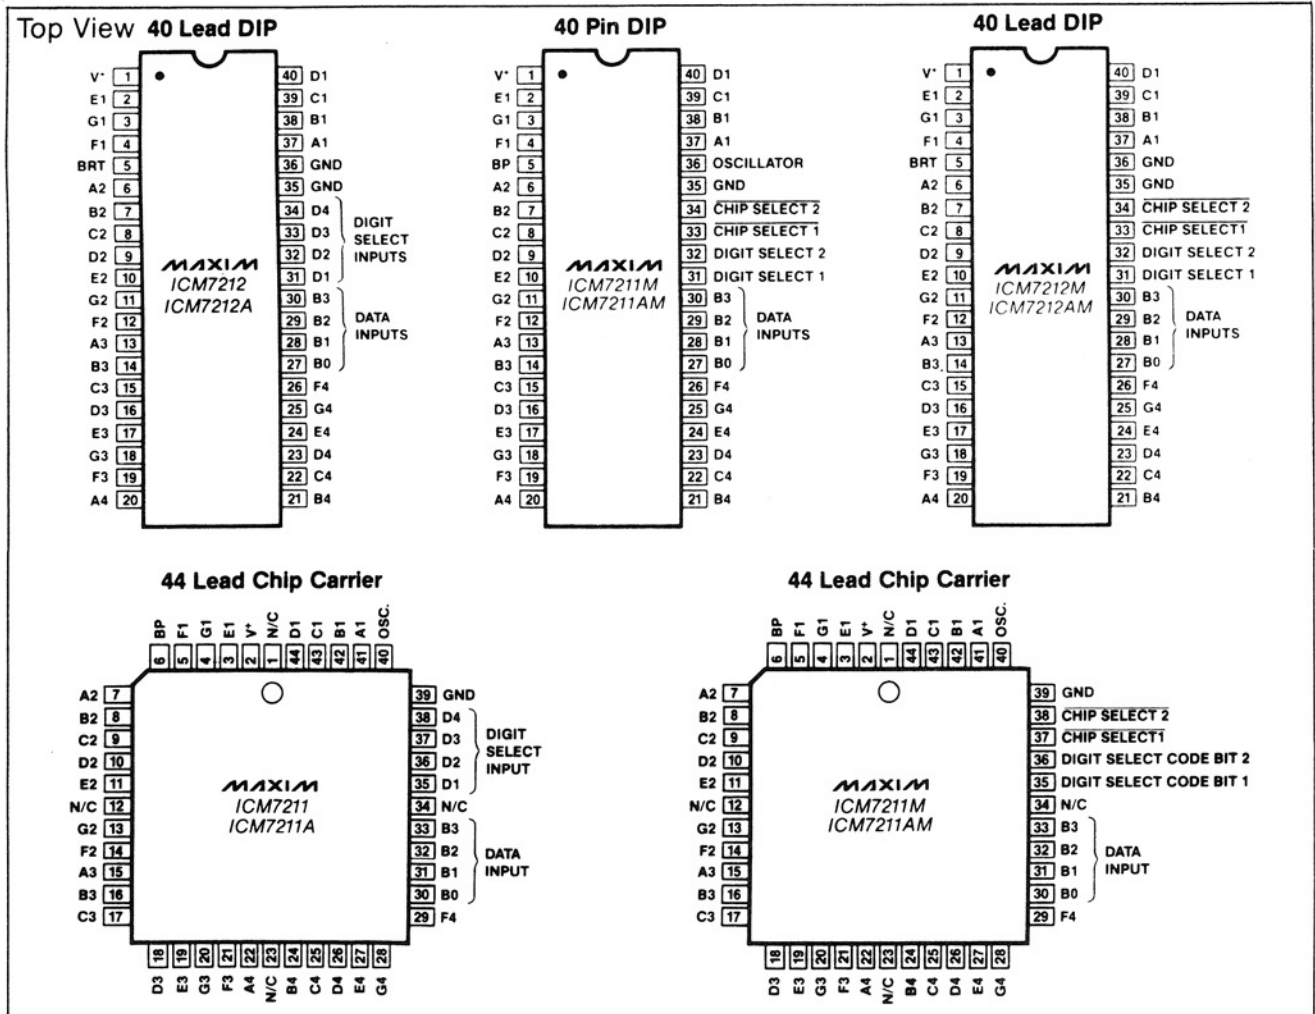 Top View
40 Lead DIP
V+ 1
E1 2
G1 3
F1 4
BRT 5
A2 6
B2 7
C2 8
D2 9
E2 10
G2 11
F2 12
A3 13
B3 14
C3 15
D3 16
E3 17
G3 18
F3 19
A4 20
MAXIM
ICM7212
ICM7212A
40 D1
39 C1
38 B1
37 A1
36 GND
35 GND
34 D4
33 D3
32 D2
31 D1
DIGIT
SELECT
INPUTS
30 B3
29 B2
28 B1
27 B0
DATA
INPUTS
26 F4
25 G4
24 E4
23 D4
22 C4
21 B4
40 Pin DIP
V+ 1
E1 2
G1 3
F1 4
BP 5
A2 6
B2 7
C2 8
D2 9
E2 10
G2 11
F2 12
A3 13
B3 14
C3 15
D3 16
E3 17
G3 18
F3 19
A4 20
MAXIM
ICM7211M
ICM7211AM
40 D1
39 C1
38 B1
37 A1
36 OSCILLATOR
35 GND
34 CHIP SELECT 2
33 CHIP SELECT 1
32 DIGIT SELECT 2
31 DIGIT SELECT 1
30 B3
29 B2
28 B1
27 B0
DATA
INPUTS
26 F4
25 G4
24 E4
23 D4
22 C4
21 B4
40 Lead DIP
V+ 1
E1 2
G1 3
F1 4
BRT 5
A2 6
B2 7
C2 8
D2 9
E2 10
G2 11
F2 12
A3 13
B3 14
C3 15
D3 16
E3 17
G3 18
F3 19
A4 20
MAXIM
ICM7212M
ICM7212AM
40 D1
39 C1
38 B1
37 A1
36 GND
35 GND
34 CHIP SELECT 2
33 CHIP SELECT1
32 DIGIT SELECT 2
31 DIGIT SELECT 1
30 B3
29 B2
28 B1
27 B0
DATA
INPUTS
26 F4
25 G4
24 E4
23 D4
22 C4
21 B4
44 Lead Chip Carrier
BP F1 G1 E1 V+ N/C D1 C1 B1 A1 OSC.
6 5 4 3 2 1 44 43 42 41 40
A2 7
B2 8
C2 9
D2 10
E2 11
N/C 12
G2 13
F2 14
A3 15
B3 16
C3 17
MAXIM
ICM7211
ICM7211A
39 GND
38 D4
37 D3
36 D2
35 D1
DIGIT
SELECT
INPUT
34 N/C
33 B3
32 B2
31 B1
30 B0
DATA
INPUT
29 F4
18 19 20 21 22 23 24 25 26 27 28
D3 E3 G3 F3 A4 N/C B4 C4 D4 E4 G4
44 Lead Chip Carrier
BP F1 G1 E1 V+ N/C D1 C1 B1 A1 OSC.
6 5 4 3 2 1 44 43 42 41 40
A2 7
B2 8
C2 9
D2 10
E2 11
N/C 12
G2 13
F2 14
A3 15
B3 16
C3 17
MAXIM
ICM7211M
ICM7211AM
39 GND
38 CHIP SELECT 2
37 CHIP SELECT1
36 DIGIT SELECT CODE BIT 2
35 DIGIT SELECT CODE BIT 1
34 N/C
33 B3
32 B2
31 B1
30 B0
DATA
INPUT
29 F4
18 19 20 21 22 23 24 25 26 27 28
D3 E3 G3 F3 A4 N/C B4 C4 D4 E4 G4